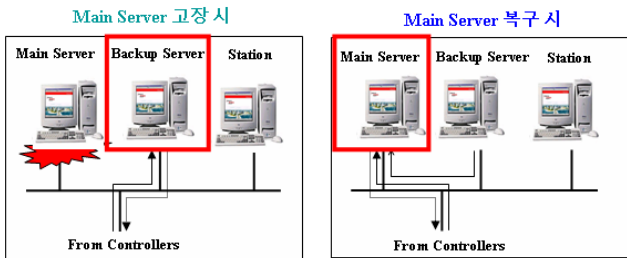 Main Server 고장 시
Main Server Backup Server Station
From Controllers
Main Server 복구 시
Main Server Backup Server Station
From Controllers